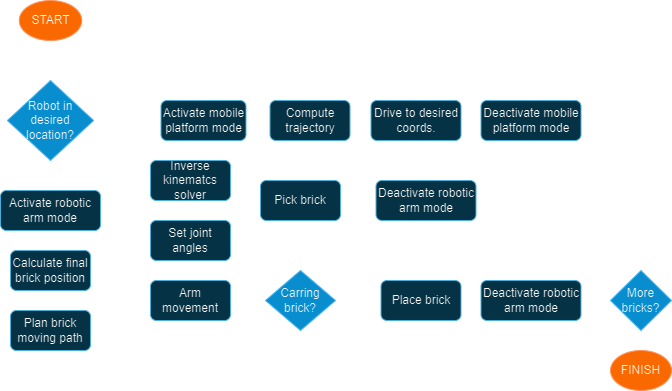 START
Robot in
desired
location?
Activate mobile
platform mode
Compute
trajectory
Drive to desired
coords.
Deactivate mobile
platform mode
Inverse
kinematcs
solver
Activate robotic
arm mode
Pick brick
Deactivate robotic
arm mode
Set joint
angles
Calculate final
brick position
Arm
movement
Carring
brick?
Place brick
Deactivate robotic
arm mode
More
bricks?
Plan brick
moving path
FINISH